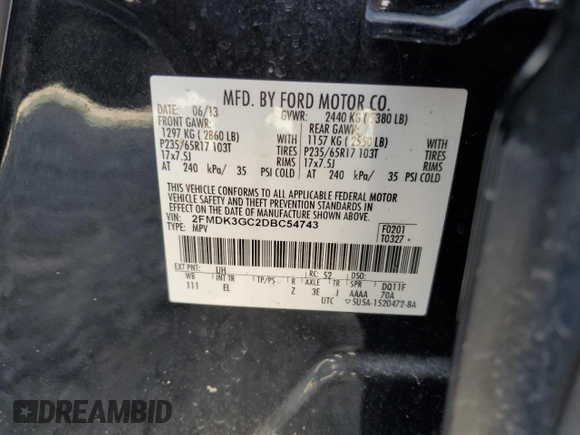 MFD. BY FORD MOTOR CO.
DATE: 06/13 GVWR: 2440 KG (5380 LB)
FRONT GAWR: REAR GAWR:
1297 KG (2860 LB) WITH 1157 KG (2550 LB) WITH
P235/65R17 103T TIRES P235/65R17 103T TIRES
17x7.5J RIMS 17x7.5J RIMS
AT 240 kPa/ 35 PSI COLD AT 240 kPa/ 35 PSI COLD
THIS VEHICLE CONFORMS TO ALL APPLICABLE FEDERAL MOTOR
VEHICLE SAFETY AND THEFT PREVENTION STANDARDS IN
EFFECT ON THE DATE OF MANUFACTURE SHOWN ABOVE.
VIN: 2FMDK3GC2DBC54743 F0201
TYPE: MPV T0327
EXT PNT: UH RC: 52 DSO:
WB INT TR TP/PS R AXLE TR SPR DQ11F
111 EL Z 3E J AAAA 70A
UTC 5U5A-1520472-BA
DREAMBID